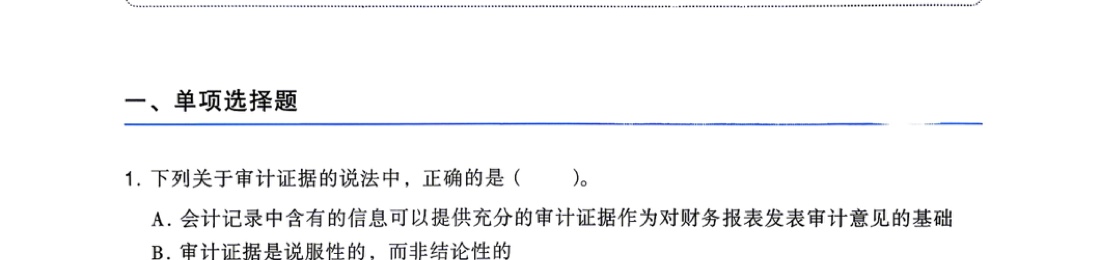 一、单项选择题
1. 下列关于审计证据的说法中，正确的是（　　）。
A. 会计记录中含有的信息可以提供充分的审计证据作为对财务报表发表审计意见的基础
B. 审计证据是说服性的，而非结论性的